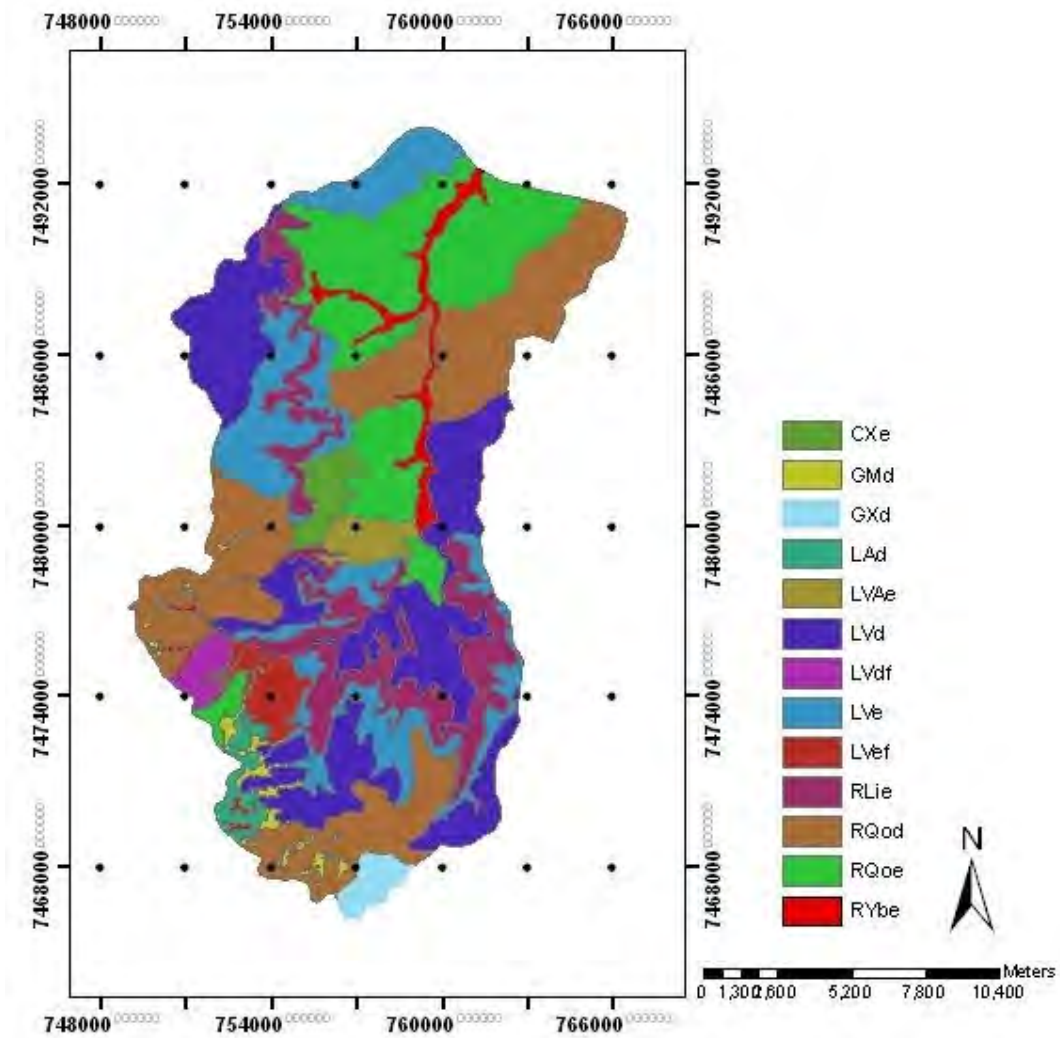 748000 754000 760000 766000
7492000 7492000
7486000 7486000
7480000 7480000
7474000 7474000
7468000 7468000
CXe
GMd
GXd
LAd
LVAe
LVd
LVdf
LVe
LVef
RLie
RQod
RQoe
RYbe
N
Meters
0 1,300 2,600 5,200 7,800 10,400
748000 754000 760000 766000